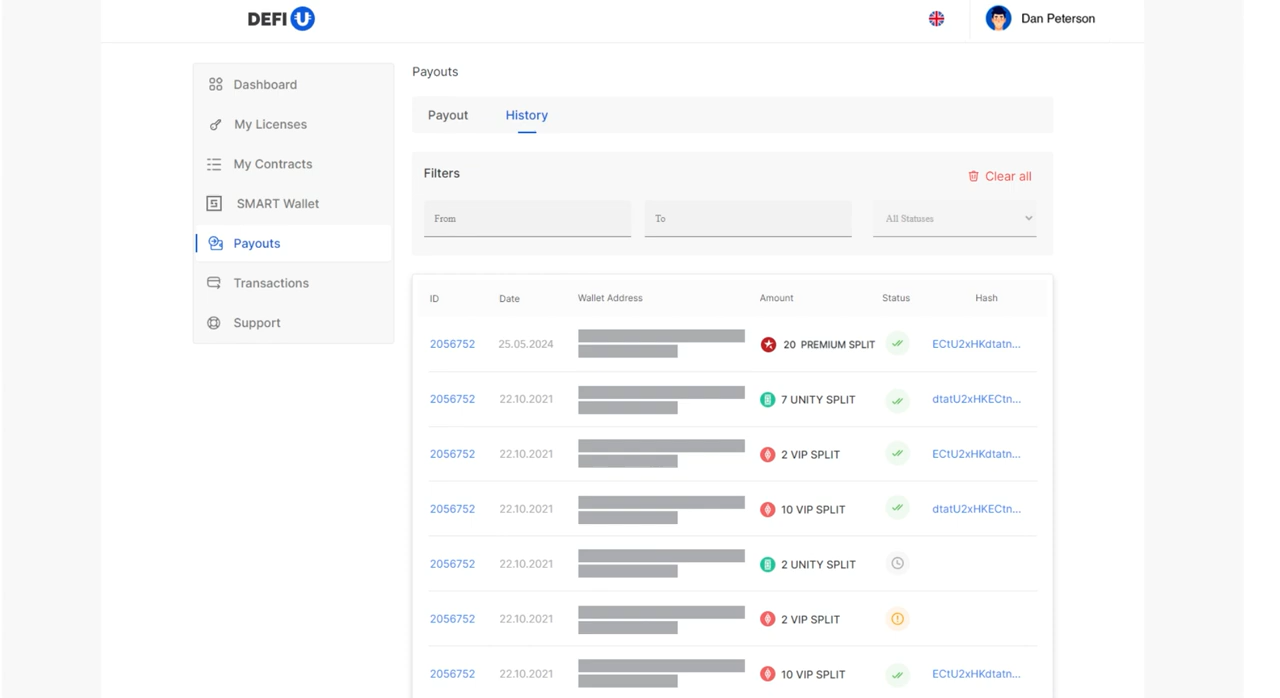 DEFI U
Dan Peterson
Dashboard
My Licenses
My Contracts
SMART Wallet
Payouts
Transactions
Support
Payouts
Payout History
Filters
Clear all
From To All Statuses
ID Date Wallet Address Amount Status Hash
2056752 25.05.2024 20 PREMIUM SPLIT ECtU2xHKdtatn...
2056752 22.10.2021 7 UNITY SPLIT dtatU2xHKECtn...
2056752 22.10.2021 2 VIP SPLIT ECtU2xHKdtatn...
2056752 22.10.2021 10 VIP SPLIT dtatU2xHKECtn...
2056752 22.10.2021 2 UNITY SPLIT
2056752 22.10.2021 2 VIP SPLIT
2056752 22.10.2021 10 VIP SPLIT ECtU2xHKdtatn...